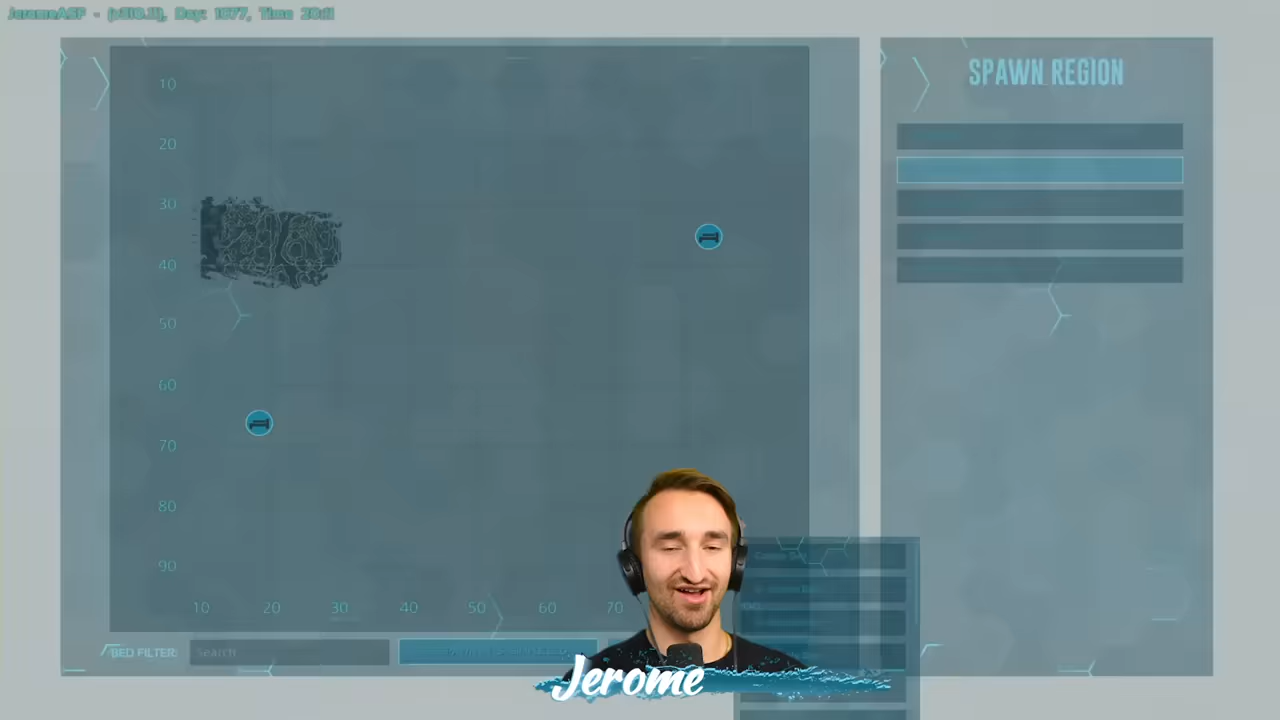 JeromeASF - (v310.11), Day: 1677, Time 20:11
SPAWN REGION
10
20
30
40
50
60
70
80
90
10 20 30 40 50 60 70
BED FILTER:
Search
Jerome